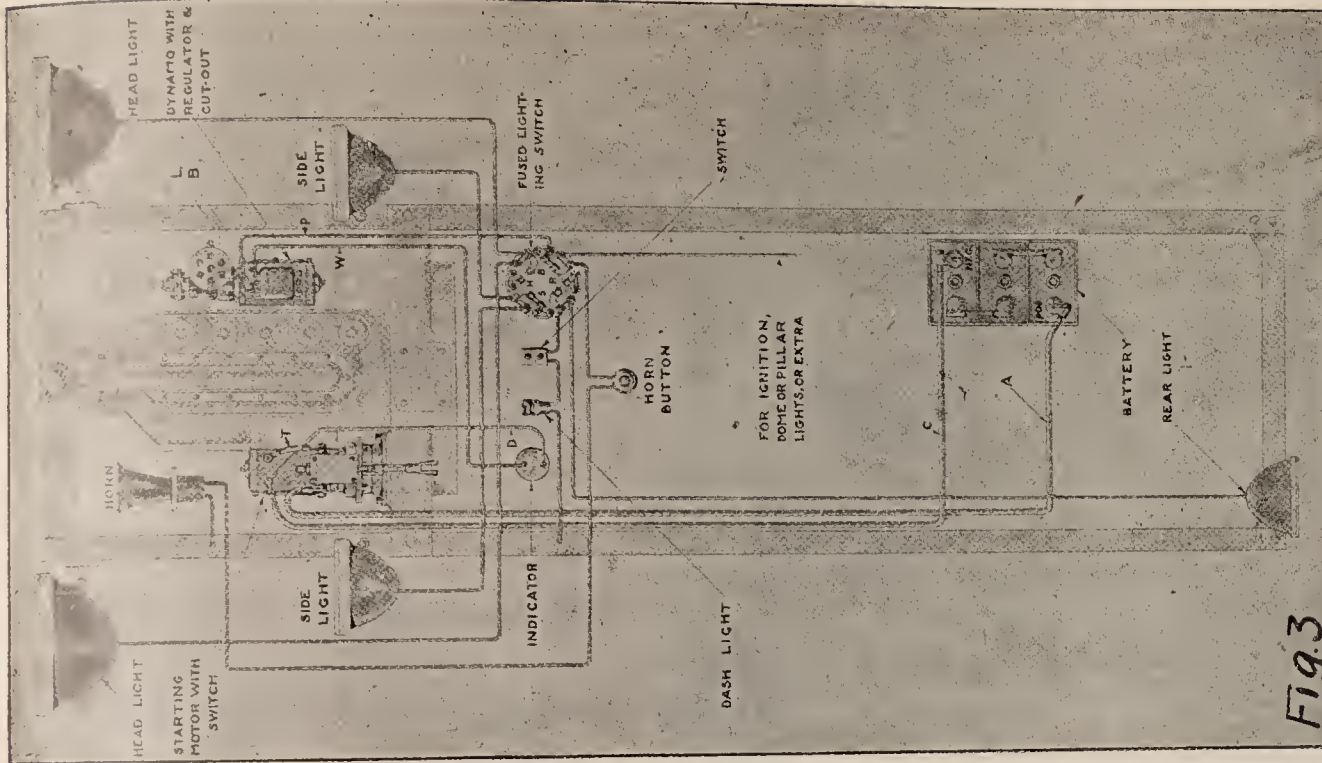 HEAD LIGHT
DYNAMO WITH
REGULATOR &
CUT-OUT
L
B
SIDE
LIGHT
P
W
FUSED LIGHT-
ING SWITCH
SWITCH
HORN
T
D
HORN
BUTTON
FOR IGNITION,
DOME OR PILLAR
LIGHTS, OR EXTRA
NEG.
POS
C
A
BATTERY
REAR LIGHT
SIDE
LIGHT
INDICATOR
DASH LIGHT
HEAD LIGHT
STARTING
MOTOR WITH
SWITCH
Fig.3